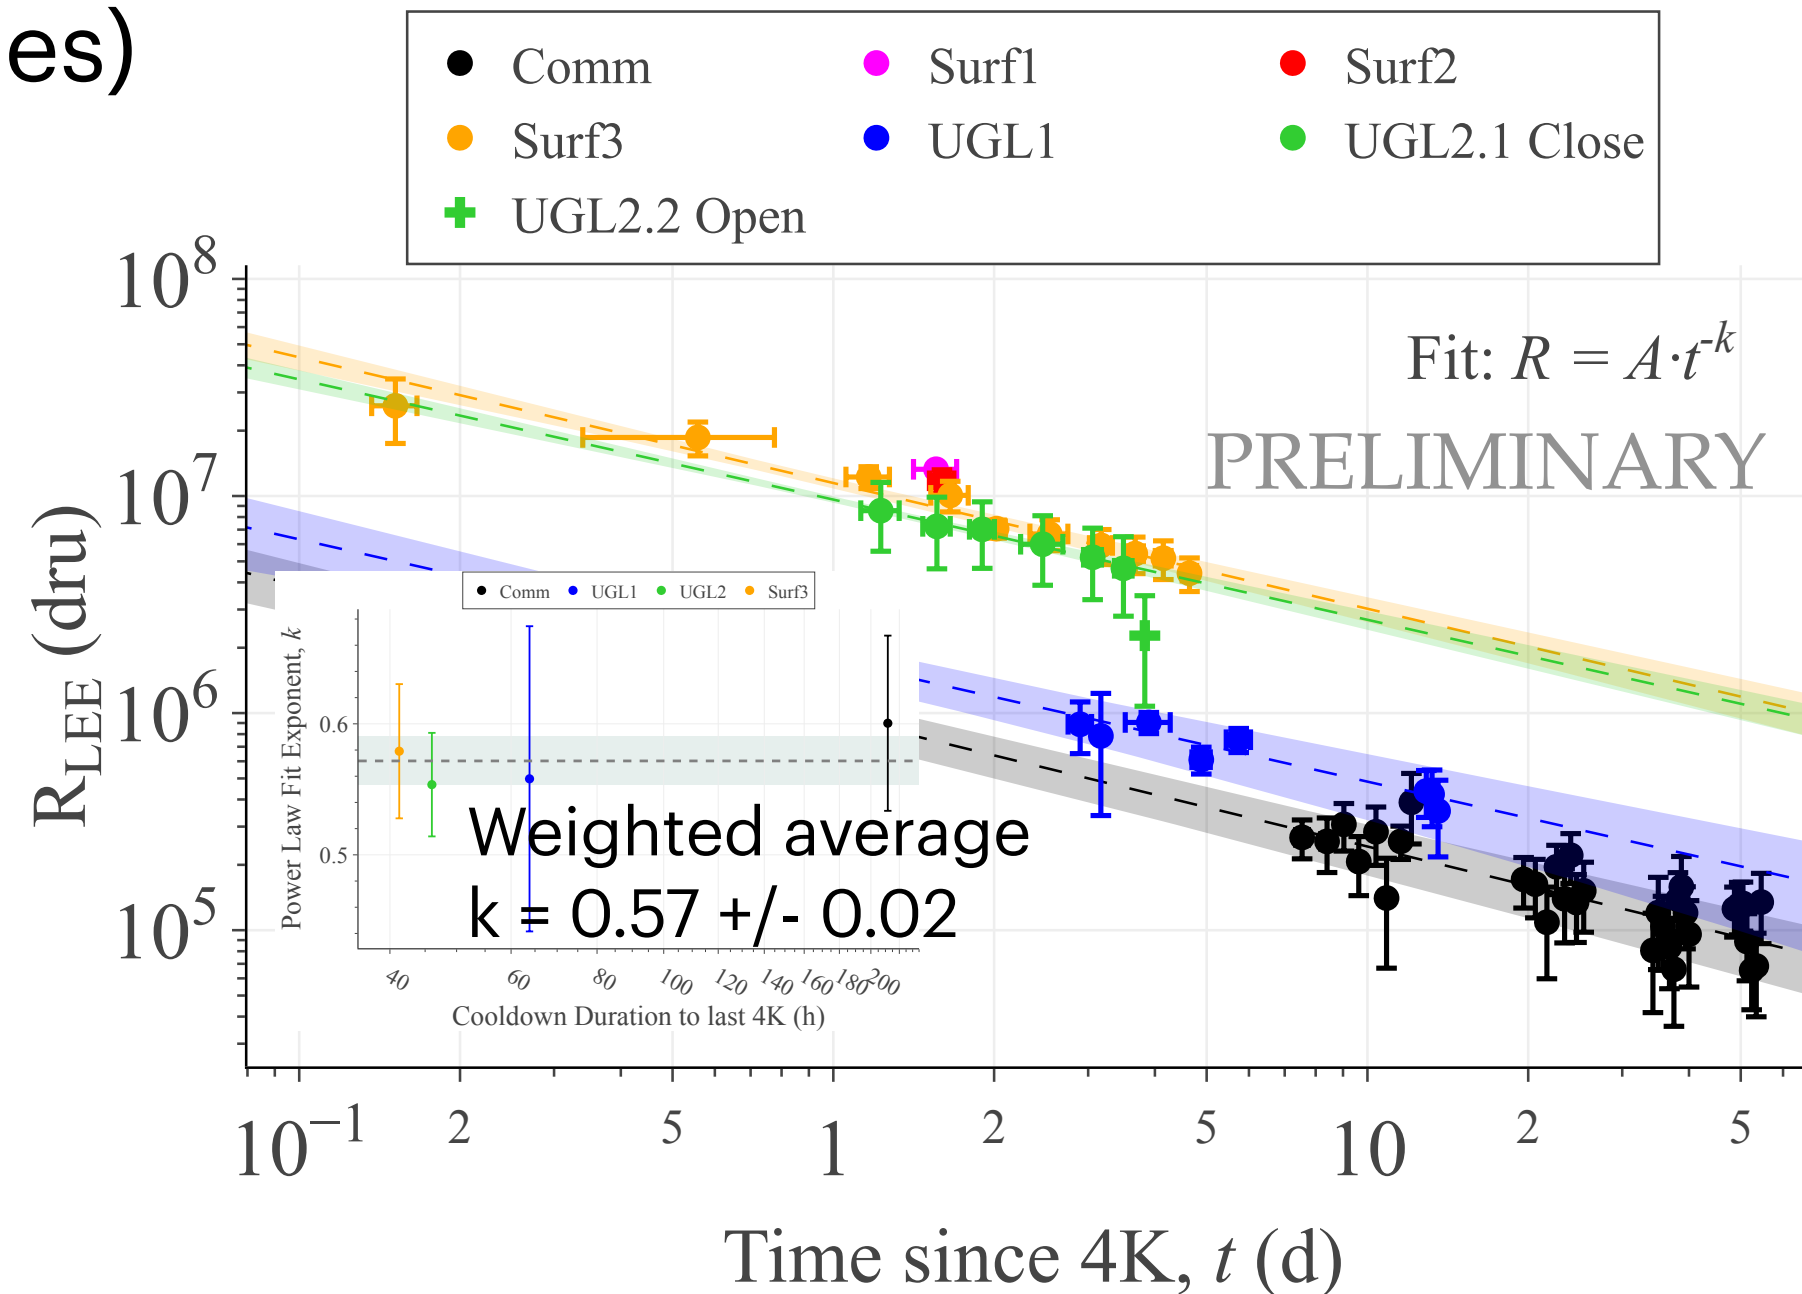 es)
Comm Surf1 Surf2
Surf3 UGL1 UGL2.1 Close
UGL2.2 Open
10^8
10^7
10^6
10^5
R_LEE (dru)
Fit: R = A·t^-k
PRELIMINARY
Comm UGL1 UGL2 Surf3
Power Law Fit Exponent, k
0.6
0.5
Weighted average
k = 0.57 +/- 0.02
40 60 80 100 120 140 160 180 200
Cooldown Duration to last 4K (h)
10^−1 2 5 1 2 5 10 2 5
Time since 4K, t (d)